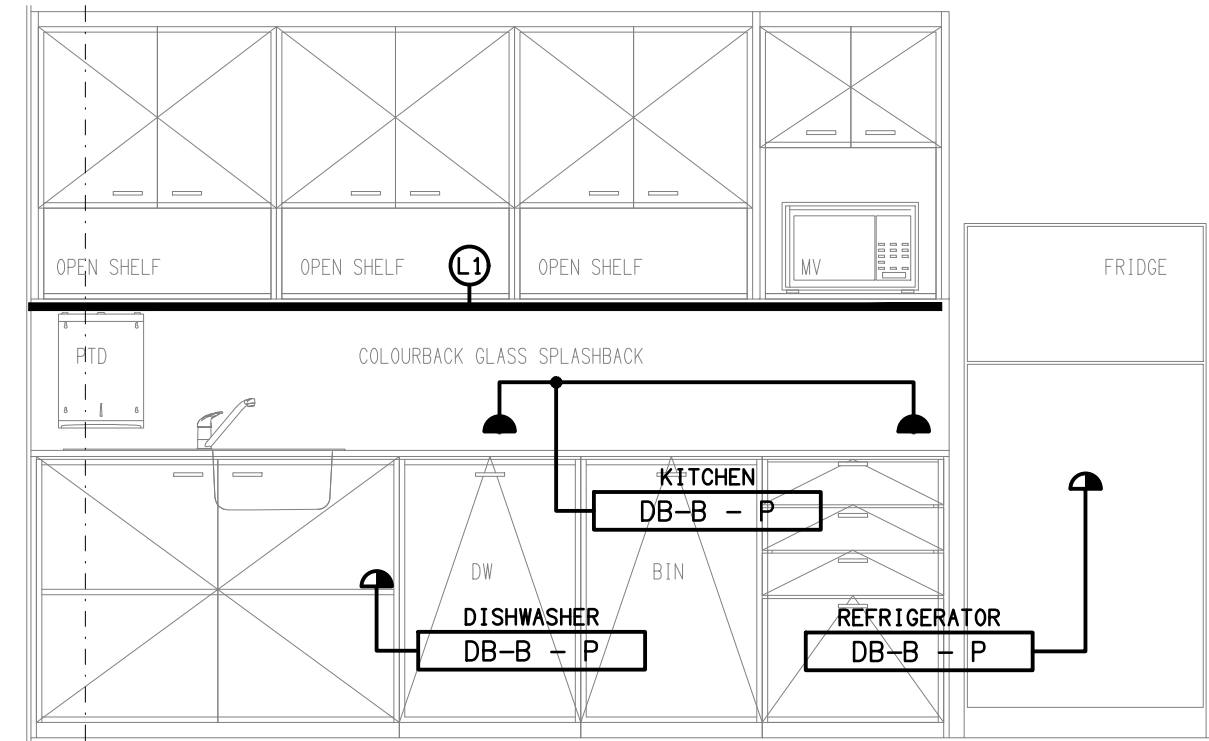 OPEN SHELF
OPEN SHELF
L1
OPEN SHELF
MV
FRIDGE
PTD
COLOURBACK GLASS SPLASHBACK
KITCHEN
DB-B - P
DW
BIN
DISHWASHER
DB-B - P
REFRIGERATOR
DB-B - P